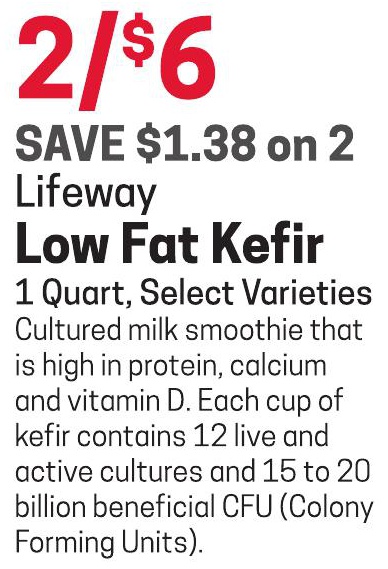 2/$6
SAVE $1.38 on 2
Lifeway
Low Fat Kefir
1 Quart, Select Varieties
Cultured milk smoothie that
is high in protein, calcium
and vitamin D. Each cup of
kefir contains 12 live and
active cultures and 15 to 20
billion beneficial CFU (Colony
Forming Units).